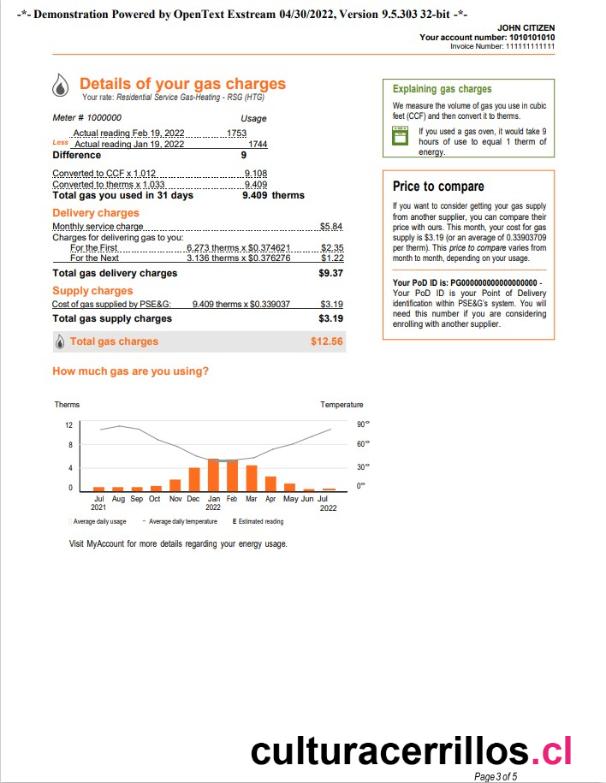 -*- Demonstration Powered by OpenText Exstream 04/30/2022, Version 9.5.303 32-bit -*-
JOHN CITIZEN
Your account number: 1010101010
Invoice Number: 111111111111
Details of your gas charges
Your rate: Residential Service Gas-Heating - RSG (HTG)
Meter # 1000000 Usage
Actual reading Feb 19, 2022 1753
Less Actual reading Jan 19, 2022 1744
Difference 9
Converted to CCF x 1.012 9.108
Converted to therms x 1.033 9.409
Total gas you used in 31 days 9.409 therms
Delivery charges
Monthly service charge $5.84
Charges for delivering gas to you:
For the First 6.273 therms x $0.374621 $2.35
For the Next 3.136 therms x $0.376276 $1.22
Total gas delivery charges $9.37
Supply charges
Cost of gas supplied by PSE&G: 9.409 therms x $0.339037 $3.19
Total gas supply charges $3.19
Total gas charges $12.56
Explaining gas charges
We measure the volume of gas you use in cubic
feet (CCF) and then convert it to therms.
If you used a gas oven, it would take 9
hours of use to equal 1 therm of
energy.
Price to compare
If you want to consider getting your gas supply
from another supplier, you can compare their
price with ours. This month, your cost for gas
supply is $3.19 (or an average of 0.33903709
per therm). This price to compare varies from
month to month, depending on your usage.
Your PoD ID is: PG000000000000000000 -
Your PoD ID is your Point of Delivery
identification within PSE&G's system. You will
need this number if you are considering
enrolling with another supplier.
How much gas are you using?
Therms Temperature
12 90°°
8 60°°
4 30°°
0 0°°
Jul Aug Sep Oct Nov Dec Jan Feb Mar Apr May Jun Jul
2021 2022 2022
Average daily usage - Average daily temperature E Estimated reading
Visit MyAccount for more details regarding your energy usage.
culturacerrillos.cl
Page 3 of 5